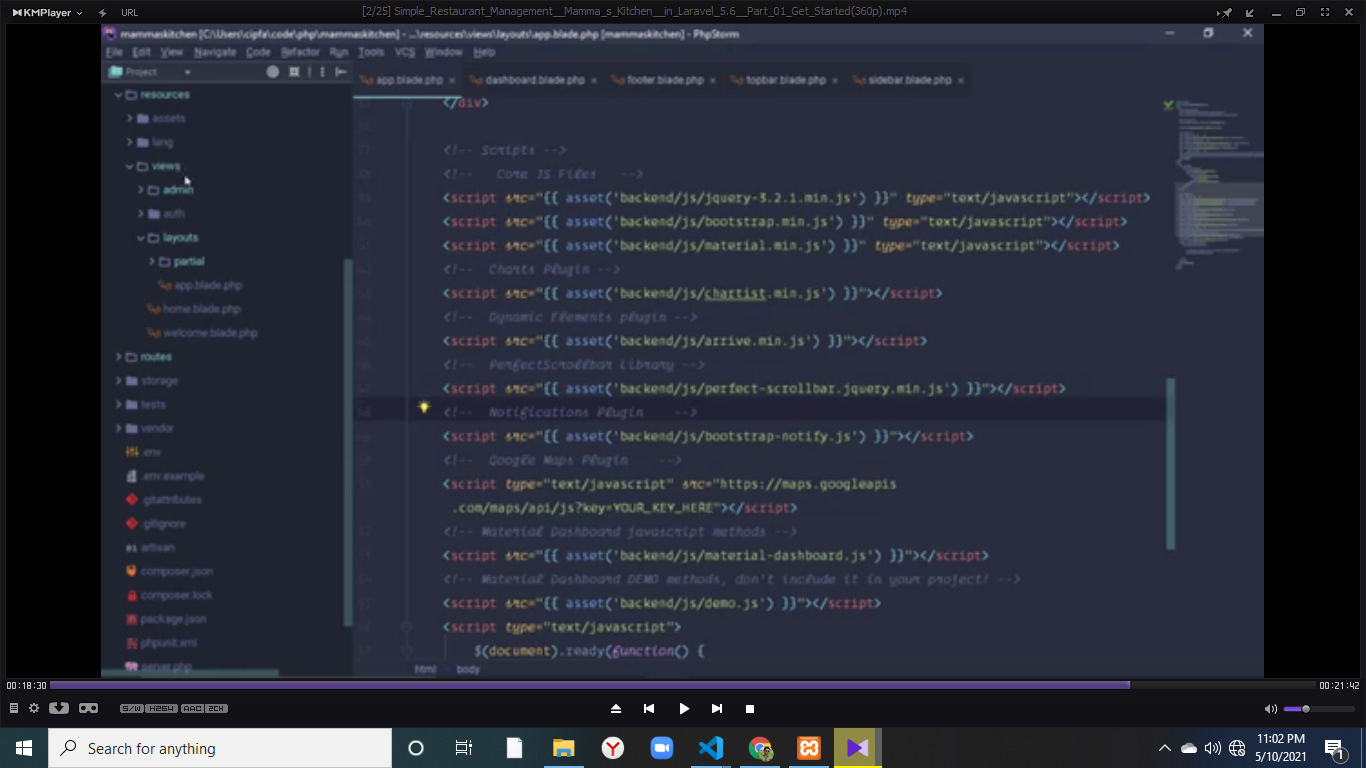 KMPlayer URL [2/25] Simple_Restaurant_Management__Mamma_s_Kitchen__in_Laravel_5.6__Part_01_Get_Started(360p).mp4
mammaskitchen [C:\Users\cipfa\code\php\mammaskitchen] - ...\resources\views\layouts\app.blade.php [mammaskitchen] - PhpStorm
File Edit View Navigate Code Refactor Run Tools VCS Window Help
Project
app.blade.php dashboard.blade.php footer.blade.php topbar.blade.php sidebar.blade.php
resources
assets
lang
views
admin
auth
layouts
partial
app.blade.php
home.blade.php
welcome.blade.php
routes
storage
tests
vendor
.env
.env.example
.gitattributes
.gitignore
artisan
composer.json
composer.lock
package.json
phpunit.xml
server.php
</div>
<!-- Scripts -->
<!-- Core JS Files -->
<script src="{{ asset('backend/js/jquery-3.2.1.min.js') }}" type="text/javascript"></script>
<script src="{{ asset('backend/js/bootstrap.min.js') }}" type="text/javascript"></script>
<script src="{{ asset('backend/js/material.min.js') }}" type="text/javascript"></script>
<!-- Charts Plugin -->
<script src="{{ asset('backend/js/chartist.min.js') }}"></script>
<!-- Dynamic Elements plugin -->
<script src="{{ asset('backend/js/arrive.min.js') }}"></script>
<!-- PerfectScrollbar Library -->
<script src="{{ asset('backend/js/perfect-scrollbar.jquery.min.js') }}"></script>
<!-- Notifications Plugin -->
<script src="{{ asset('backend/js/bootstrap-notify.js') }}"></script>
<!-- Google Maps Plugin -->
<script type="text/javascript" src="https://maps.googleapis
.com/maps/api/js?key=YOUR_KEY_HERE"></script>
<!-- Material Dashboard javascript methods -->
<script src="{{ asset('backend/js/material-dashboard.js') }}"></script>
<!-- Material Dashboard DEMO methods, don't include it in your project! -->
<script src="{{ asset('backend/js/demo.js') }}"></script>
<script type="text/javascript">
$(document).ready(function() {
html body
00:18:30 00:21:42
S/W H264 AAC 2CH
Search for anything
11:02 PM
5/10/2021
1